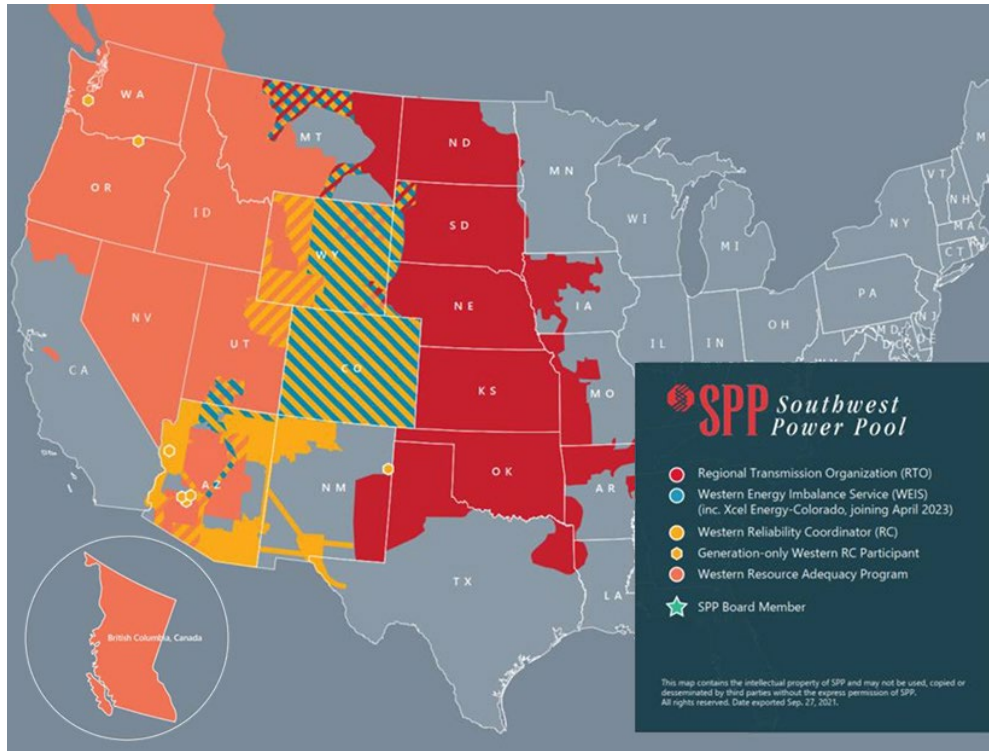 WA
MT
ND
MN
OR
ID
SD
WI
MI
VT
NH
NY
MA
CT
WY
NE
IA
PA
NV
UT
CO
IL
IN
OH
NJ
MD
DE
CA
KS
MO
AZ
NM
OK
AR
TX
LA
SPP Southwest
Power Pool
Regional Transmission Organization (RTO)
Western Energy Imbalance Service (WEIS)
(inc. Xcel Energy-Colorado, joining April 2023)
Western Reliability Coordinator (RC)
Generation-only Western RC Participant
Western Resource Adequacy Program
SPP Board Member
British Columbia, Canada
This map contains the intellectual property of SPP and may not be used, copied or
desseminated by third parties without the express permission of SPP.
All rights reserved. Date exported Sep. 27, 2021.